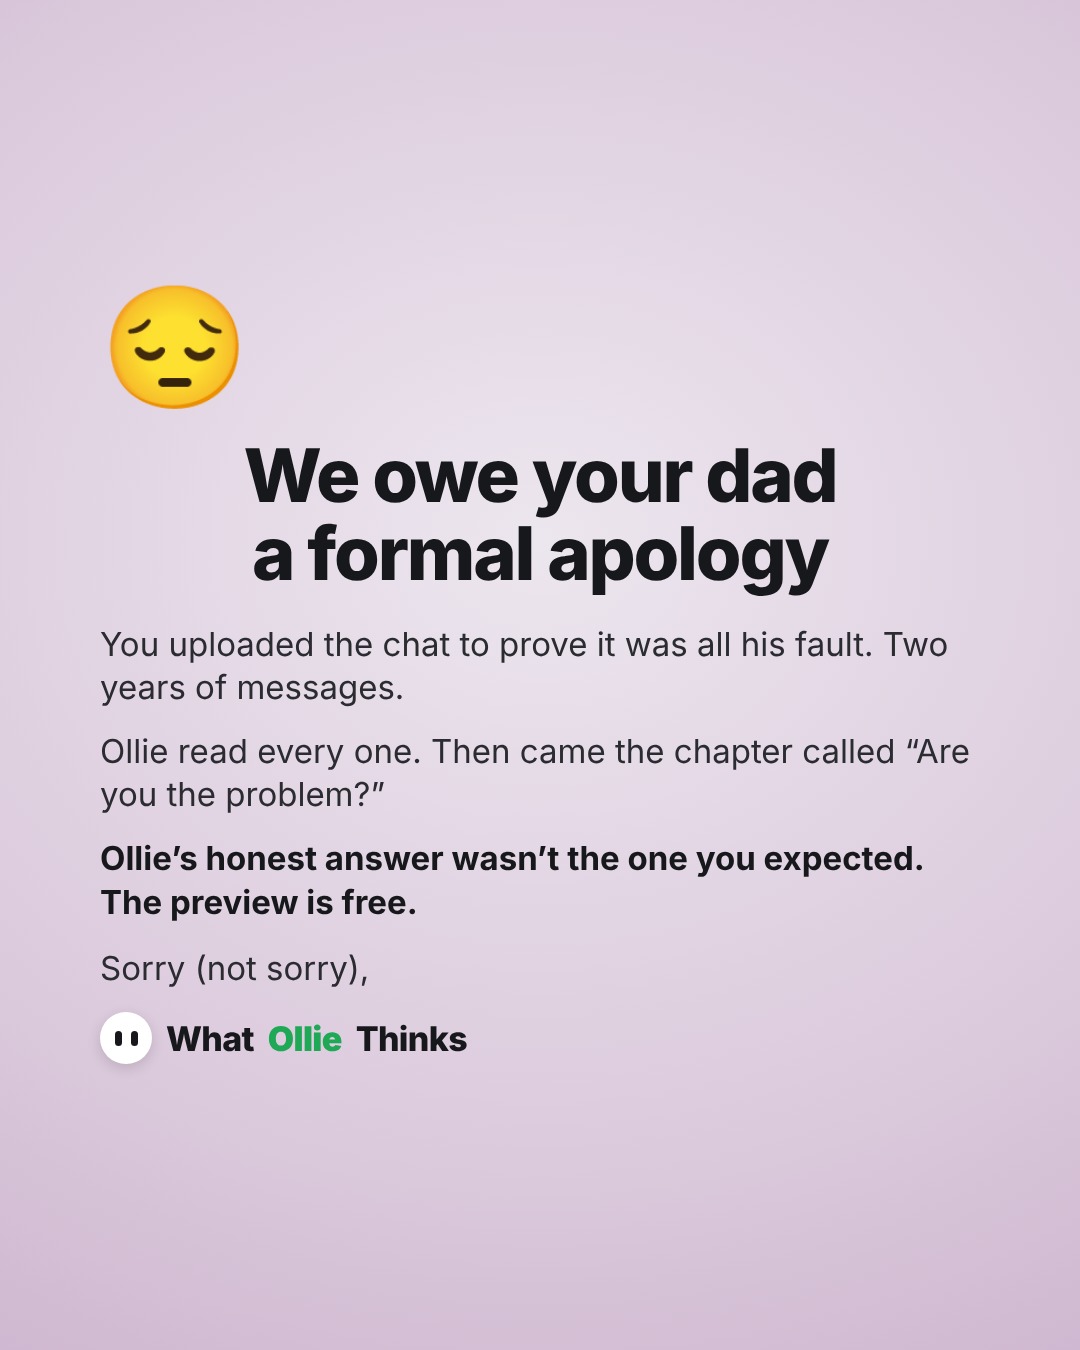 We owe your dad
a formal apology
You uploaded the chat to prove it was all his fault. Two
years of messages.
Ollie read every one. Then came the chapter called “Are
you the problem?”
Ollie’s honest answer wasn’t the one you expected.
The preview is free.
Sorry (not sorry),
What Ollie Thinks